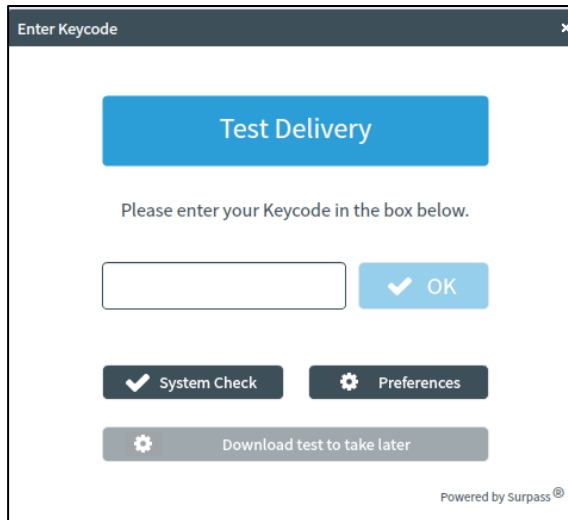 Enter Keycode
Test Delivery
Please enter your Keycode in the box below.
OK
System Check
Preferences
Download test to take later
Powered by Surpass®